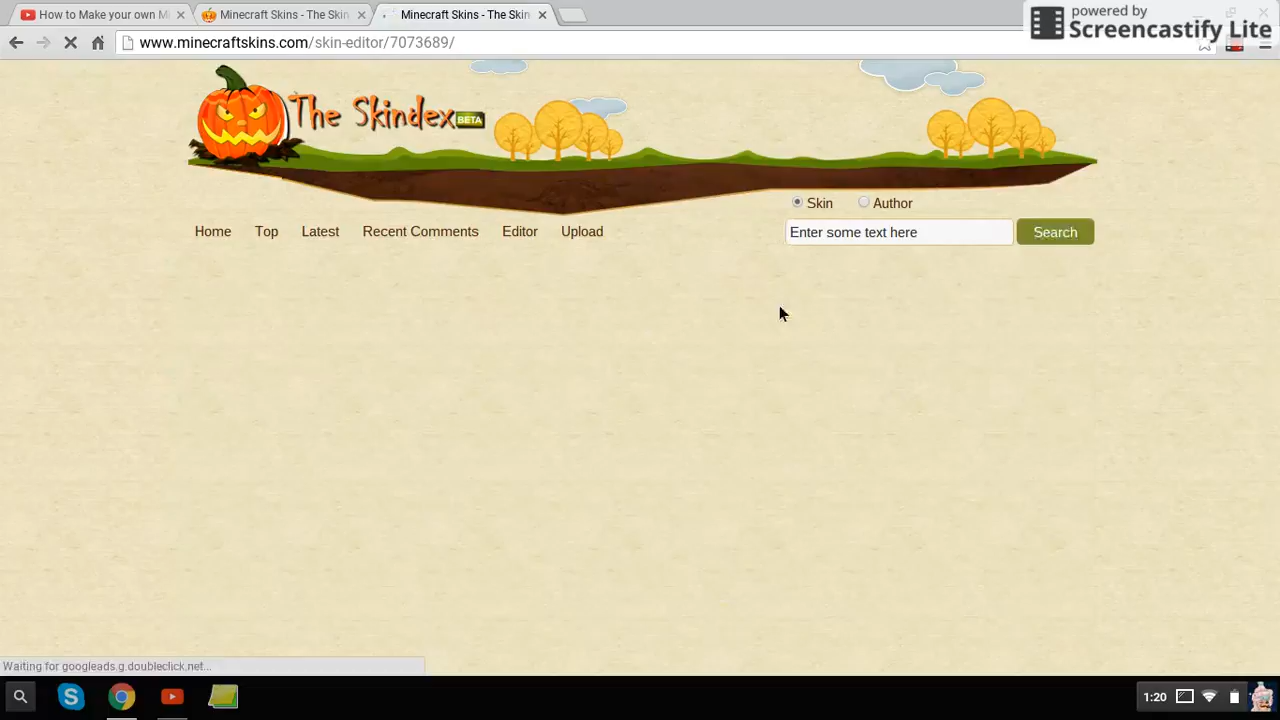 powered by
Screencastify Lite
How to Make your own M
Minecraft Skins - The Skin
Minecraft Skins - The Skin
www.minecraftskins.com/skin-editor/7073689/
The Skindex BETA
Skin Author
Home Top Latest Recent Comments Editor Upload
Enter some text here Search
Waiting for googleads.g.doubleclick.net...
1:20